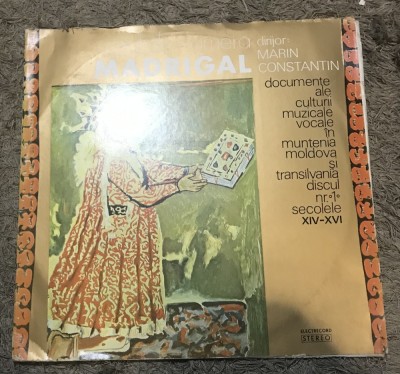 dirijor:
MARIN
CONSTANTIN
MADRIGAL
documente
ale
culturii
muzicale
vocale
în
muntenia
moldova
și
transilvania
discul
nr "1"
secolele
XIV-XVI
ELECTRECORD
STEREO